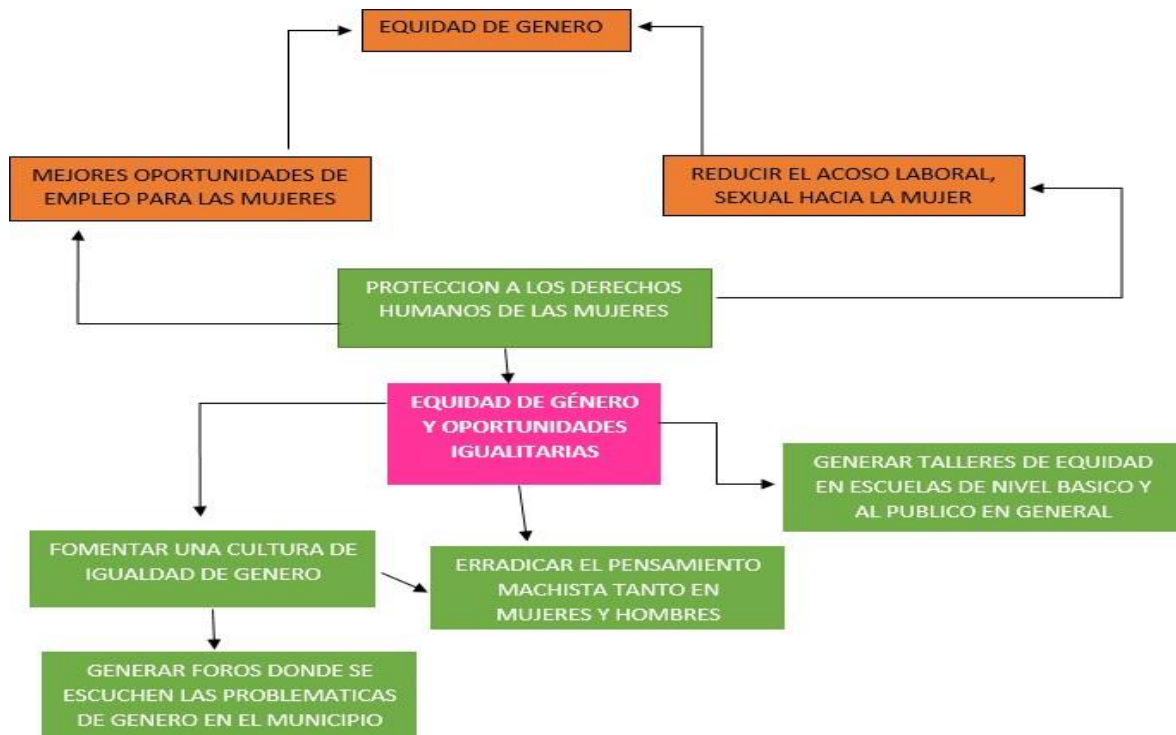 EQUIDAD DE GENERO
MEJORES OPORTUNIDADES DE
EMPLEO PARA LAS MUJERES
REDUCIR EL ACOSO LABORAL,
SEXUAL HACIA LA MUJER
PROTECCION A LOS DERECHOS
HUMANOS DE LAS MUJERES
EQUIDAD DE GÉNERO
Y OPORTUNIDADES
IGUALITARIAS
GENERAR TALLERES DE EQUIDAD
EN ESCUELAS DE NIVEL BASICO Y
AL PUBLICO EN GENERAL
FOMENTAR UNA CULTURA DE
IGUALDAD DE GENERO
ERRADICAR EL PENSAMIENTO
MACHISTA TANTO EN
MUJERES Y HOMBRES
GENERAR FOROS DONDE SE
ESCUCHEN LAS PROBLEMATICAS
DE GENERO EN EL MUNICIPIO